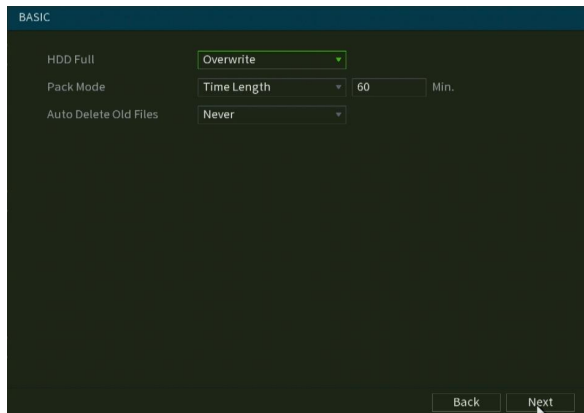 BASIC
HDD Full Overwrite
Pack Mode Time Length 60 Min.
Auto Delete Old Files Never
Back Next